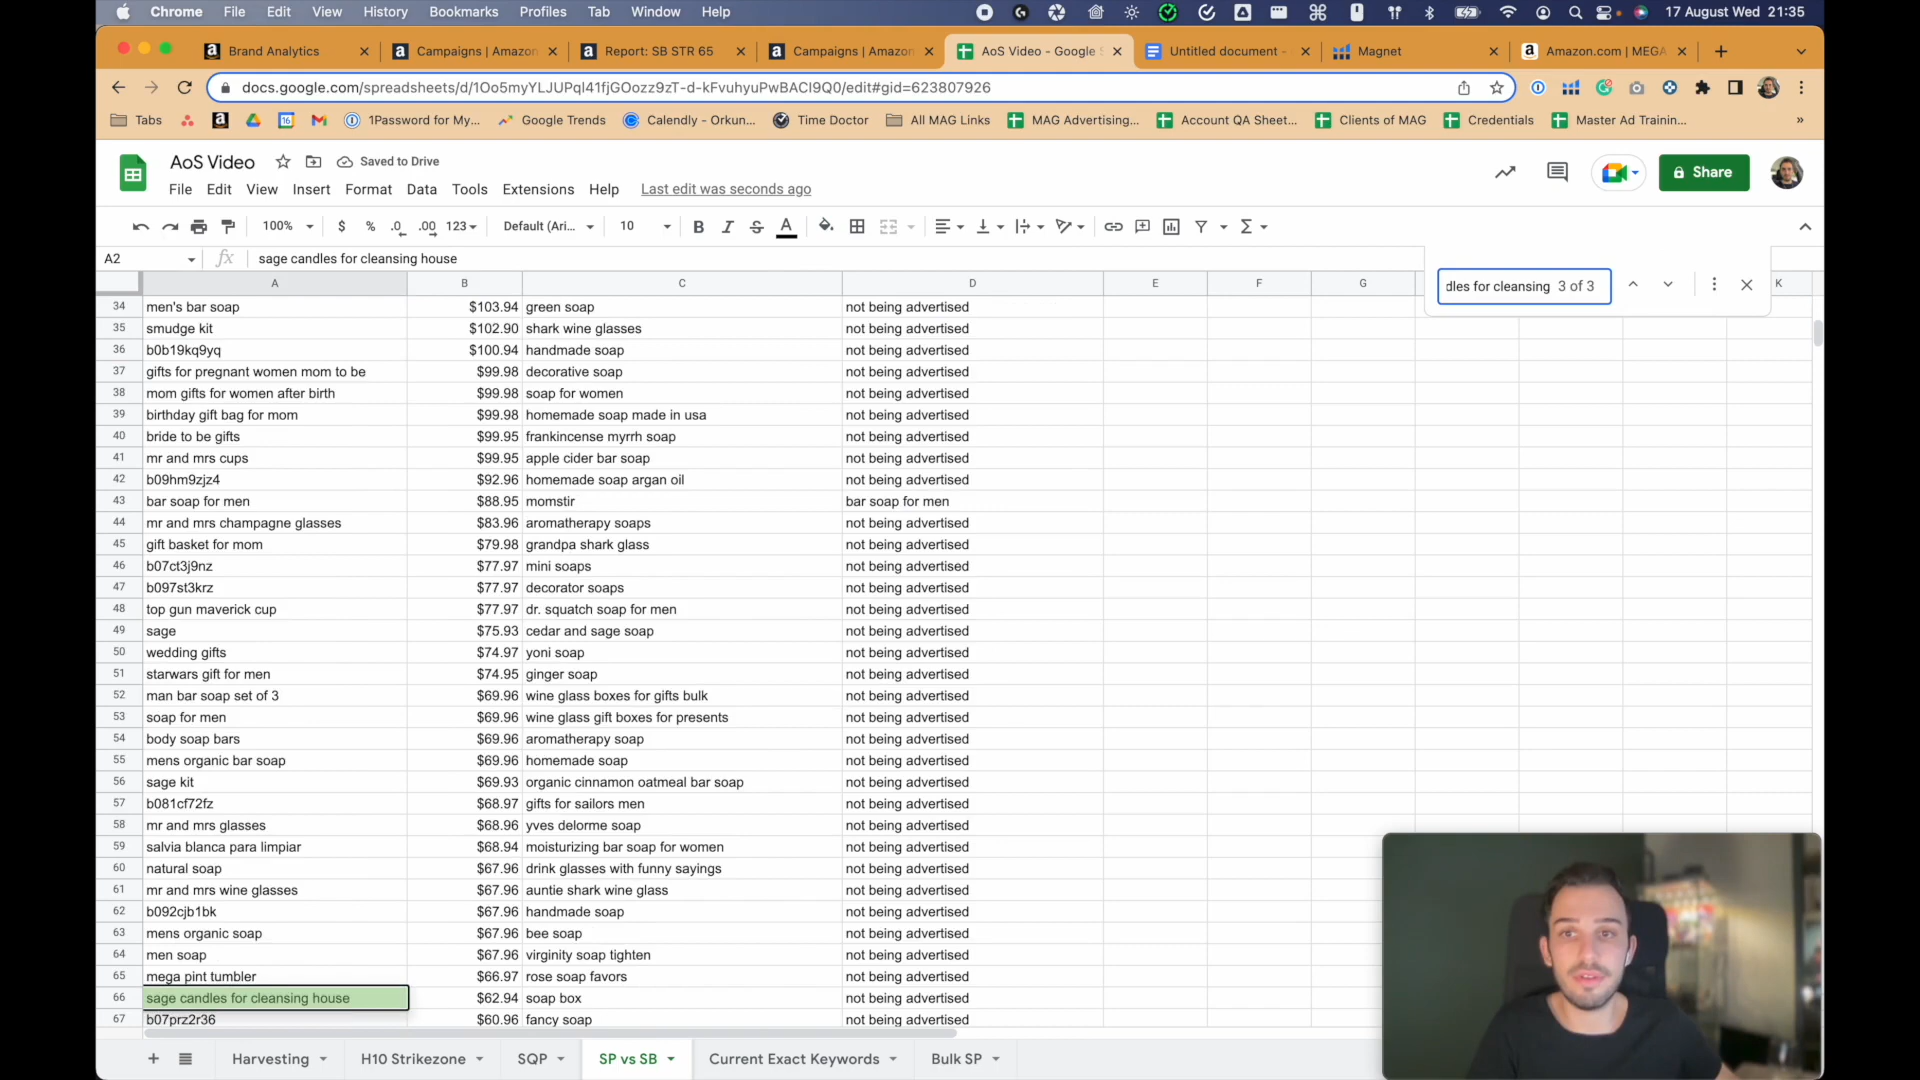 Chrome File Edit View History Bookmarks Profiles Tab Window Help 17 August Wed 21:35
Brand Analytics Campaigns | Amazon Report: SB STR 65 Campaigns | Amazon AoS Video - Google S Untitled document - Magnet Amazon.com | MEGA
docs.google.com/spreadsheets/d/1Oo5myYLJUPql41fjGOozz9zT-d-kFvuhyuPwBACI9Q0/edit#gid=623807926
Tabs 1Password for My... Google Trends Calendly - Orkun... Time Doctor All MAG Links MAG Advertising... Account QA Sheet... Clients of MAG Credentials Master Ad Trainin... »
AoS Video Saved to Drive
Share
File Edit View Insert Format Data Tools Extensions Help Last edit was seconds ago
100% $ % .0 .00 123 Default (Ari... 10 B I S A
A2 fx sage candles for cleansing house
dles for cleansing 3 of 3
A B C D E F G K
34 men's bar soap $103.94 green soap not being advertised
35 smudge kit $102.90 shark wine glasses not being advertised
36 b0b19kq9yq $100.94 handmade soap not being advertised
37 gifts for pregnant women mom to be $99.98 decorative soap not being advertised
38 mom gifts for women after birth $99.98 soap for women not being advertised
39 birthday gift bag for mom $99.98 homemade soap made in usa not being advertised
40 bride to be gifts $99.95 frankincense myrrh soap not being advertised
41 mr and mrs cups $99.95 apple cider bar soap not being advertised
42 b09hm9zjz4 $92.96 homemade soap argan oil not being advertised
43 bar soap for men $88.95 momstir bar soap for men
44 mr and mrs champagne glasses $83.96 aromatherapy soaps not being advertised
45 gift basket for mom $79.98 grandpa shark glass not being advertised
46 b07ct3j9nz $77.97 mini soaps not being advertised
47 b097st3krz $77.97 decorator soaps not being advertised
48 top gun maverick cup $77.97 dr. squatch soap for men not being advertised
49 sage $75.93 cedar and sage soap not being advertised
50 wedding gifts $74.97 yoni soap not being advertised
51 starwars gift for men $74.95 ginger soap not being advertised
52 man bar soap set of 3 $69.96 wine glass boxes for gifts bulk not being advertised
53 soap for men $69.96 wine glass gift boxes for presents not being advertised
54 body soap bars $69.96 aromatherapy soap not being advertised
55 mens organic bar soap $69.96 homemade soap not being advertised
56 sage kit $69.93 organic cinnamon oatmeal bar soap not being advertised
57 b081cf72fz $68.97 gifts for sailors men not being advertised
58 mr and mrs glasses $68.96 yves delorme soap not being advertised
59 salvia blanca para limpiar $68.94 moisturizing bar soap for women not being advertised
60 natural soap $67.96 drink glasses with funny sayings not being advertised
61 mr and mrs wine glasses $67.96 auntie shark wine glass not being advertised
62 b092cjb1bk $67.96 handmade soap not being advertised
63 mens organic soap $67.96 bee soap not being advertised
64 men soap $67.96 virginity soap tighten not being advertised
65 mega pint tumbler $66.97 rose soap favors not being advertised
66 sage candles for cleansing house $62.94 soap box not being advertised
67 b07prz2r36 $60.96 fancy soap not being advertised
Harvesting H10 Strikezone SQP SP vs SB Current Exact Keywords Bulk SP